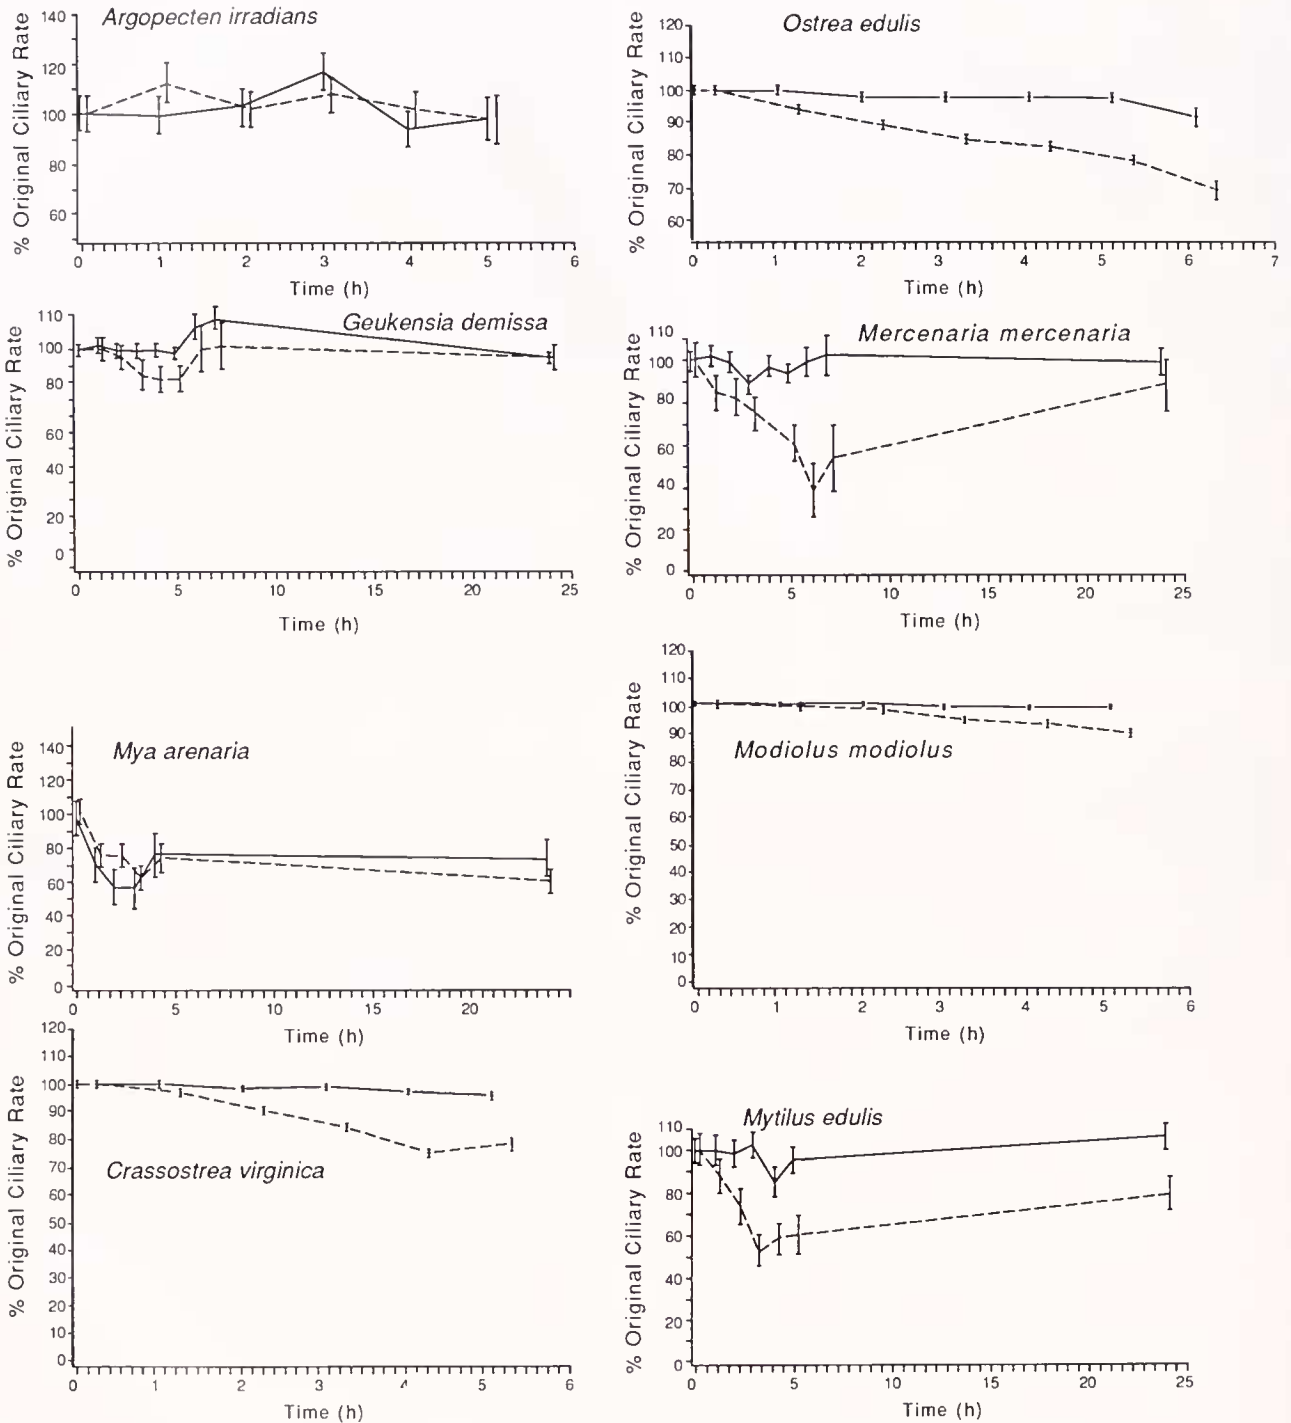 Argopecten irradians
% Original Ciliary Rate
140
120
100
80
60
0 1 2 3 4 5 6
Time (h)
Ostrea edulis
% Original Ciliary Rate
120
110
100
90
80
70
60
0 1 2 3 4 5 6 7
Time (h)
Geukensia demissa
% Original Ciliary Rate
110
100
80
60
40
20
0
0 5 10 15 20 25
Time (h)
Mercenaria mercenaria
% Original Ciliary Rate
110
100
80
60
40
20
0
0 5 10 15 20 25
Time (h)
Mya arenaria
% Original Ciliary Rate
140
120
100
80
60
40
20
0
0 5 10 15 20
Time (h)
Modiolus modiolus
% Original Ciliary Rate
120
110
100
90
80
70
60
50
40
30
20
10
0
0 1 2 3 4 5 6
Time (h)
Crassostrea virginica
% Original Ciliary Rate
120
110
100
90
80
70
60
50
40
30
20
10
0
0 1 2 3 4 5 6
Time (h)
Mytilus edulis
% Original Ciliary Rate
110
100
80
60
40
20
0
0 5 10 15 20 25
Time (h)